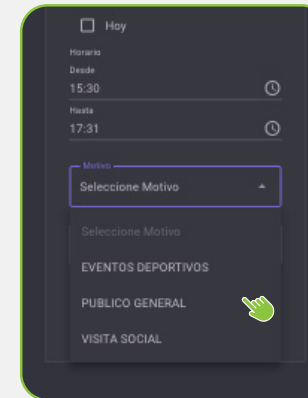 Hoy
Horario
Desde
15:30
Hasta
17:31
Motivo
Seleccione Motivo
Seleccione Motivo
EVENTOS DEPORTIVOS
PUBLICO GENERAL
VISITA SOCIAL